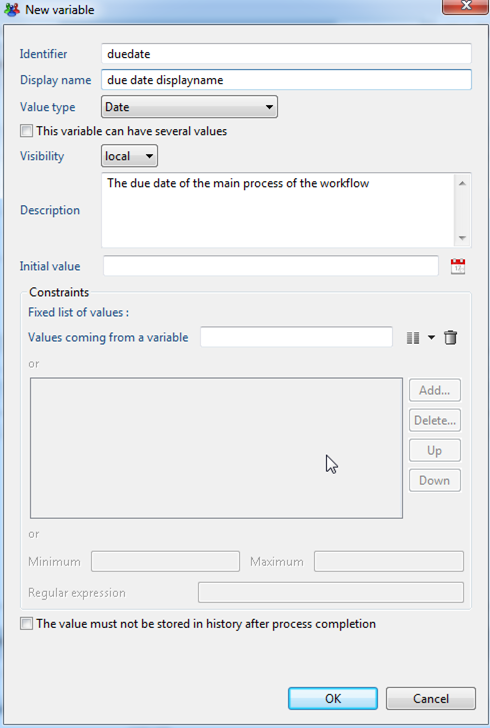 New variable
Identifier duedate
Display name due date displayname
Value type Date
This variable can have several values
Visibility local
Description The due date of the main process of the workflow
Initial value
Constraints
Fixed list of values :
Values coming from a variable
or
Add...
Delete...
Up
Down
or
Minimum Maximum
Regular expression
The value must not be stored in history after process completion
OK Cancel